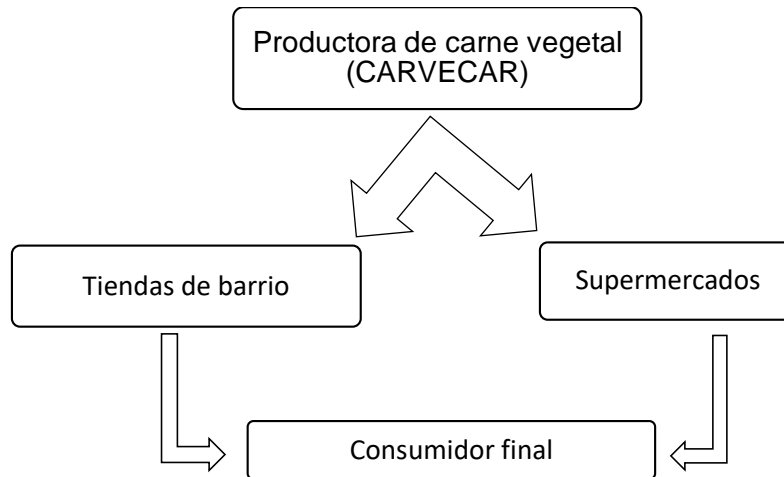 Productora de carne vegetal
(CARVECAR)
Tiendas de barrio
Supermercados
Consumidor final